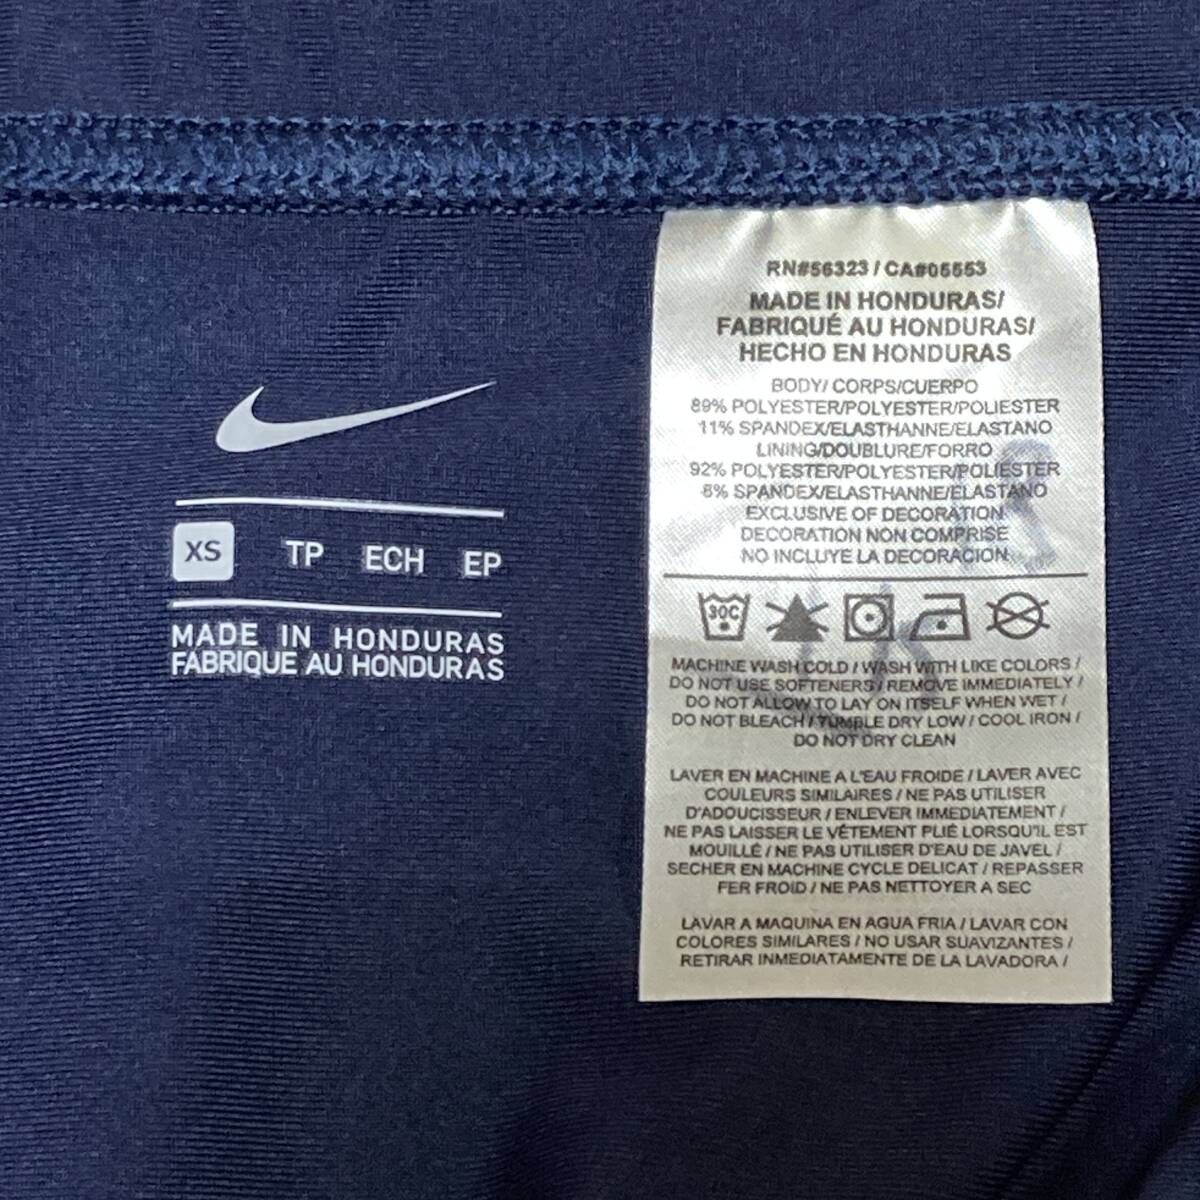 XS TP ECH EP
MADE IN HONDURAS
FABRIQUE AU HONDURAS
RN#56323 / CA#05553
MADE IN HONDURAS/
FABRIQUÉ AU HONDURAS/
HECHO EN HONDURAS
BODY/ CORPS/CUERPO
89% POLYESTER/POLYESTER/POLIESTER
11% SPANDEX/ELASTHANNE/ELASTANO
LINING/DOUBLURE/FORRO
92% POLYESTER/POLYESTER/POLIESTER
8% SPANDEX/ELASTHANNE/ELASTANO
EXCLUSIVE OF DECORATION
DECORATION NON COMPRISE
NO INCLUYE LA DECORACION
30C
MACHINE WASH COLD / WASH WITH LIKE COLORS /
DO NOT USE SOFTENERS / REMOVE IMMEDIATELY /
DO NOT ALLOW TO LAY ON ITSELF WHEN WET /
DO NOT BLEACH / TUMBLE DRY LOW / COOL IRON /
DO NOT DRY CLEAN
LAVER EN MACHINE A L'EAU FROIDE / LAVER AVEC
COULEURS SIMILAIRES / NE PAS UTILISER
D'ADOUCISSEUR / ENLEVER IMMEDIATEMENT /
NE PAS LAISSER LE VÉTEMENT PLIÉ LORSQU'IL EST
MOUILLÉ / NE PAS UTILISER D'EAU DE JAVEL /
SECHER EN MACHINE CYCLE DELICAT / REPASSER
FER FROID / NE PAS NETTOYER A SEC
LAVAR A MAQUINA EN AGUA FRIA / LAVAR CON
COLORES SIMILARES / NO USAR SUAVIZANTES /
RETIRAR INMEDIATAMENTE DE LA LAVADORA /